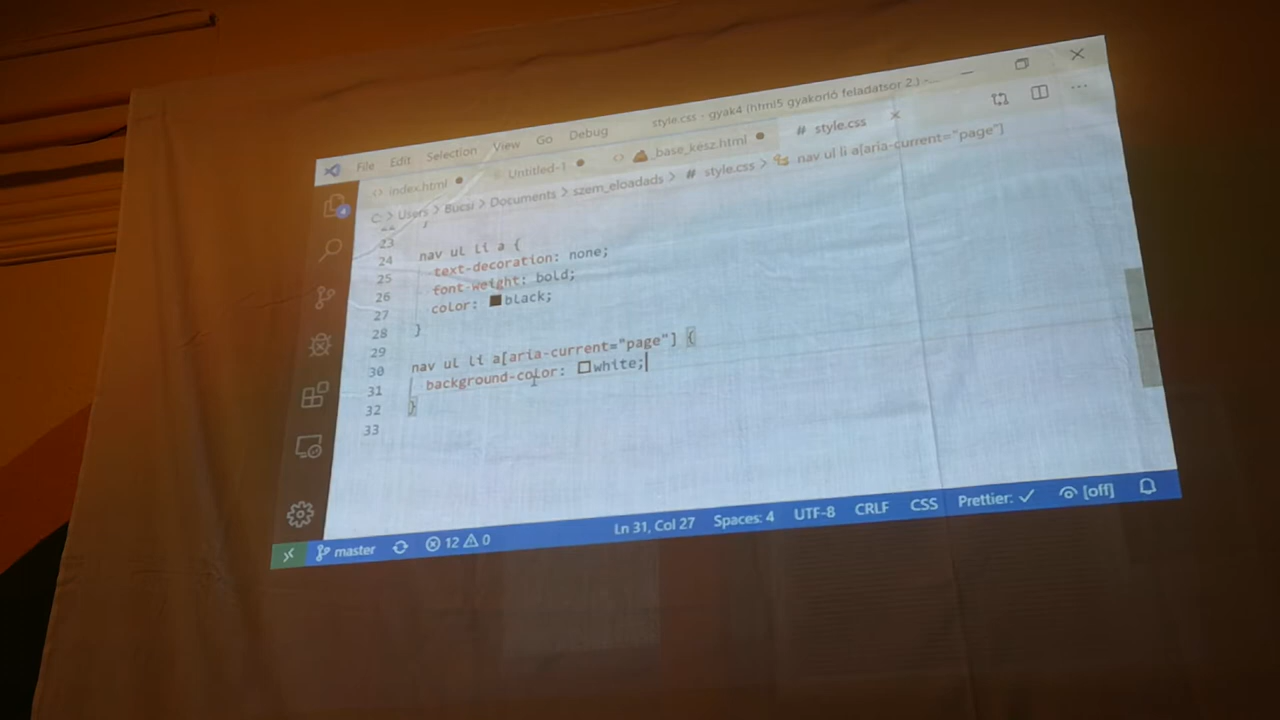 File Edit Selection View Go Debug style.css - gyak4 (html5 gyakorló feladatsor 2.) -...
index.html Untitled-1 _base_kesz.html # style.css
C: > Users > Bucsi > Documents > szem_eloadads > # style.css > nav ul li a[aria-current="page"]
22 }
23
24 nav ul li a {
25 text-decoration: none;
26 font-weight: bold;
27 color: black;
28 }
29
30 nav ul li a[aria-current="page"] {
31 background-color: white;
32 }
33
4
master 12 0 Ln 31, Col 27 Spaces: 4 UTF-8 CRLF CSS Prettier: ✓ [off]